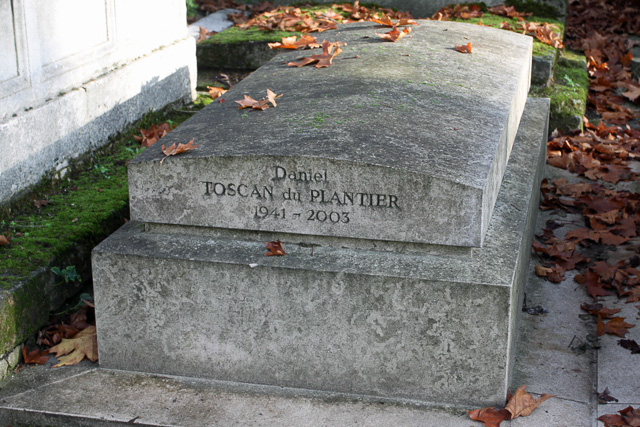 Daniel
TOSCAN du PLANTIER
1941 - 2003